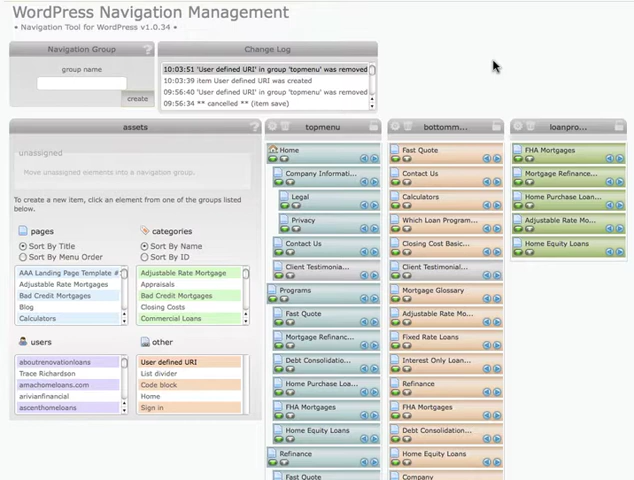 WordPress Navigation Management
• Navigation Tool for WordPress v1.0.34 •
Navigation Group
?
group name
create
Change Log
10:03:51 'User defined URI' in group 'topmenu' was removed
10:03:39 item User defined URI was created
09:56:40 'User defined URI' in group 'topmenu' was removed
09:56:34 ** cancelled ** (item save)
assets
?
unassigned
Move unassigned elements into a navigation group.
To create a new item, click an element from one of the groups listed
below.
pages
Sort By Title
Sort By Menu Order
AAA Landing Page Template #
Adjustable Rate Mortgages
Bad Credit Mortgages
Blog
Calculators
categories
Sort By Name
Sort By ID
Adjustable Rate Mortgage
Appraisals
Bad Credit Mortgages
Closing Costs
Commercial Loans
users
aboutrenovationloans
Trace Richardson
amachomeloans.com
arivianfinancial
ascenthomeloans
other
User defined URI
List divider
Code block
Home
Sign in
topmenu
Home
Company Informati...
Legal
Privacy
Contact Us
Client Testimonia...
Programs
Fast Quote
Mortgage Refinanc...
Debt Consolidatio...
Home Purchase Loa...
FHA Mortgages
Home Equity Loans
Refinance
Fast Quote
bottomm...
Fast Quote
Contact Us
Calculators
Which Loan Program...
Closing Cost Basic...
Client Testimonial...
Mortgage Glossary
Adjustable Rate Mo...
Fixed Rate Loans
Interest Only Loan...
Refinance
FHA Mortgages
Debt Consolidation...
Home Equity Loans
Company
loanpro...
FHA Mortgages
Mortgage Refinance...
Home Purchase Loan...
Adjustable Rate Mo...
Home Equity Loans